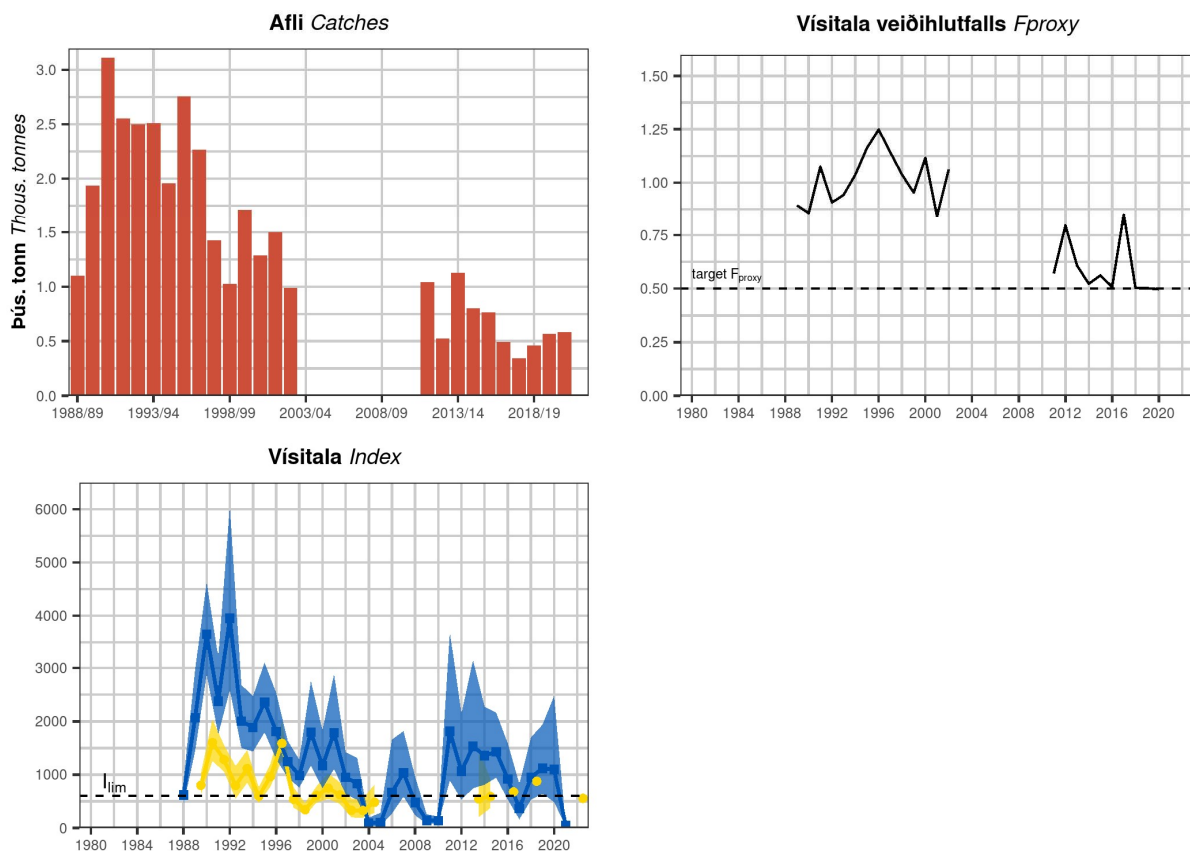 Afli Catches
Þús. tonn Thous. tonnes
3.0
2.5
2.0
1.5
1.0
0.5
0.0
1988/89 1993/94 1998/99 2003/04 2008/09 2013/14 2018/19
Vísitala veiðihlutfalls Fproxy
1.50
1.25
1.00
0.75
target Fproxy
0.50
0.25
0.00
1980 1984 1988 1992 1996 2000 2004 2008 2012 2016 2020
Vísitala Index
6000
5000
4000
3000
2000
1000
Ilim
0
1980 1984 1988 1992 1996 2000 2004 2008 2012 2016 2020